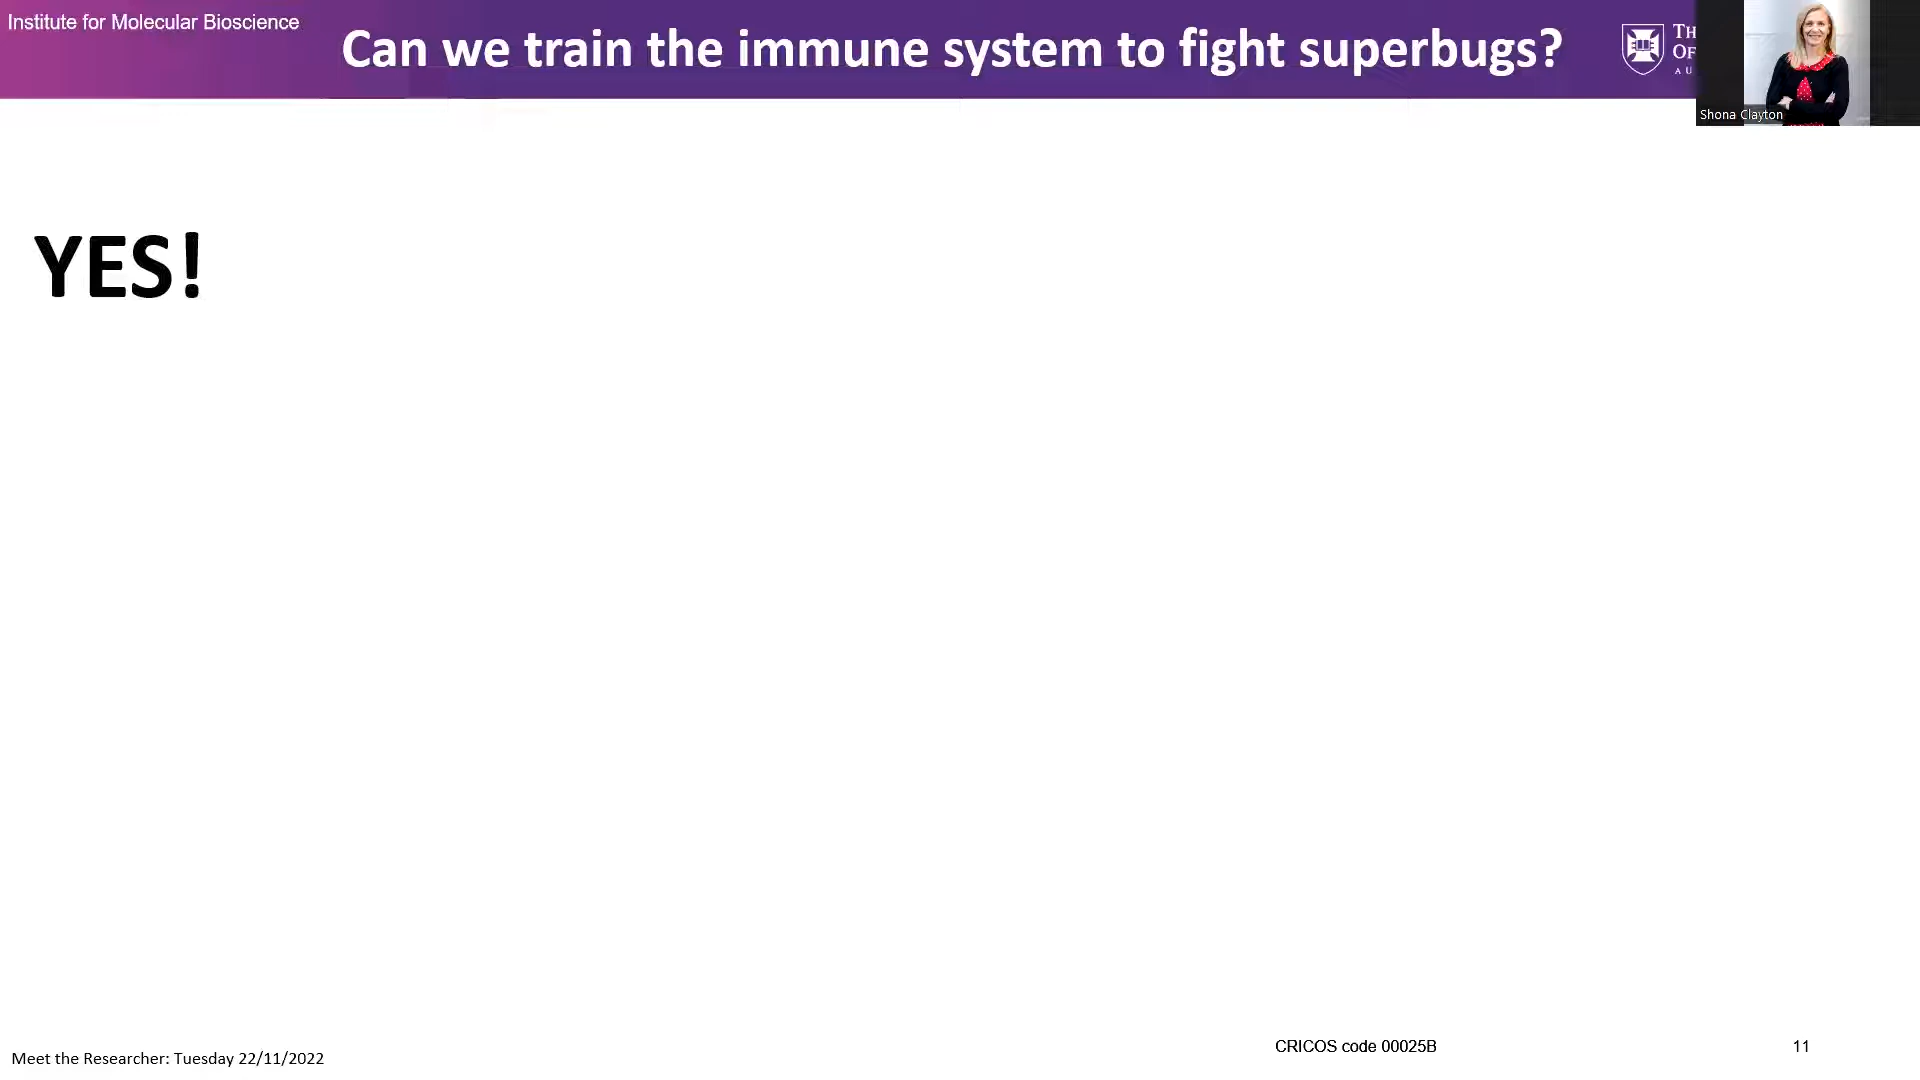 Institute for Molecular Bioscience
Can we train the immune system to fight superbugs?
Shona Clayton
YES!
Meet the Researcher: Tuesday 22/11/2022
CRICOS code 00025B
11